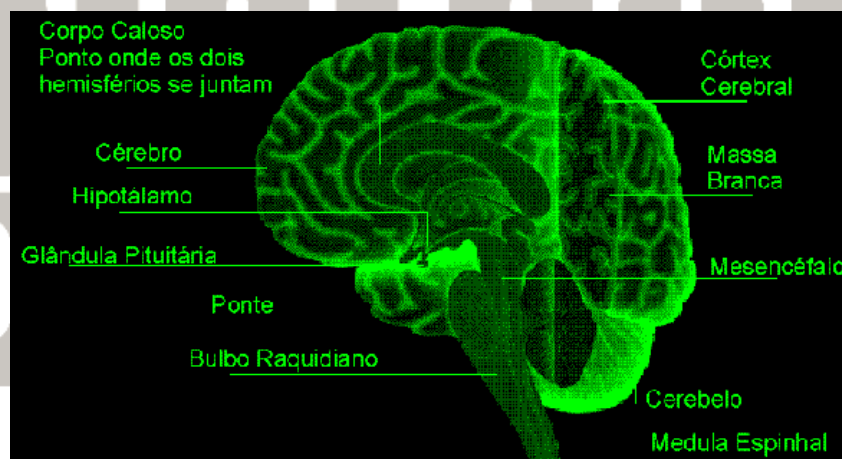 Corpo Caloso
Ponto onde os dois
hemisférios se juntam
Córtex
Cerebral
Cérebro
Massa
Branca
Hipotálamo
Glândula Pituitária
Mesencéfalo
Ponte
Bulbo Raquidiano
Cerebelo
Medula Espinhal